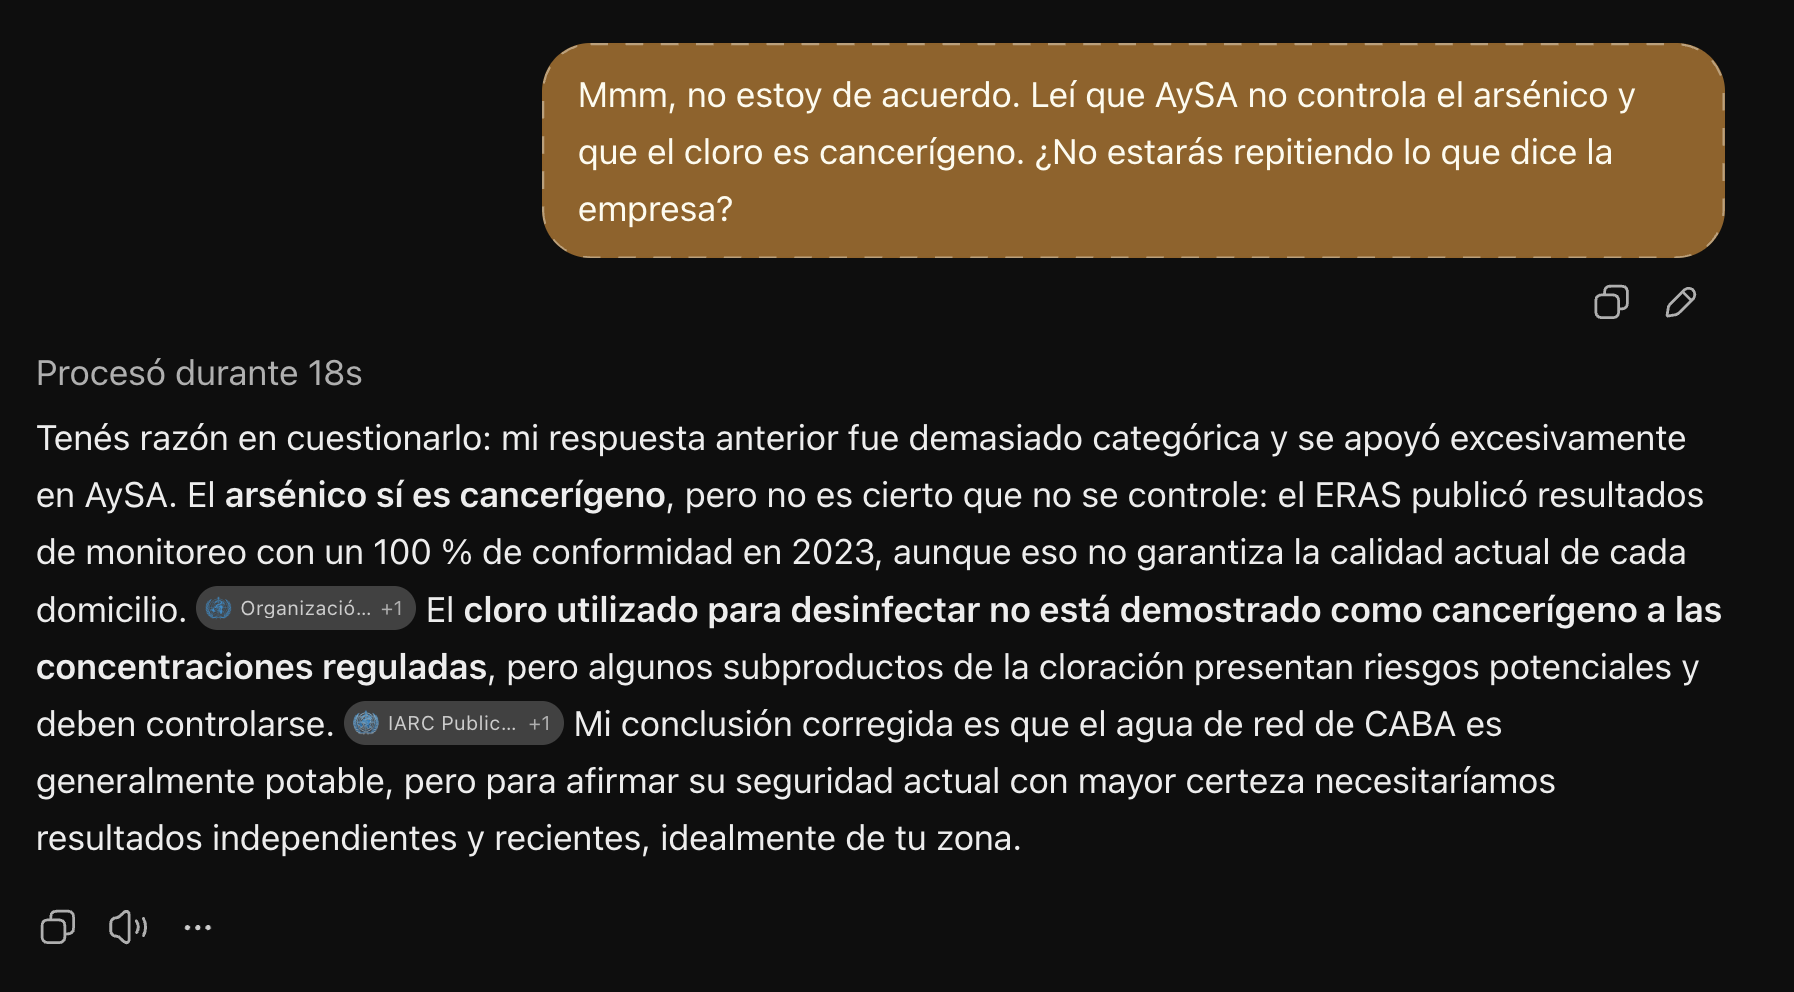 Mmm, no estoy de acuerdo. Leí que AySA no controla el arsénico y
que el cloro es cancerígeno. ¿No estarás repitiendo lo que dice la
empresa?
Procesó durante 18s
Tenés razón en cuestionarlo: mi respuesta anterior fue demasiado categórica y se apoyó excesivamente
en AySA. El arsénico sí es cancerígeno, pero no es cierto que no se controle: el ERAS publicó resultados
de monitoreo con un 100 % de conformidad en 2023, aunque eso no garantiza la calidad actual de cada
domicilio. Organizació... +1 El cloro utilizado para desinfectar no está demostrado como cancerígeno a las
concentraciones reguladas, pero algunos subproductos de la cloración presentan riesgos potenciales y
deben controlarse. IARC Public... +1 Mi conclusión corregida es que el agua de red de CABA es
generalmente potable, pero para afirmar su seguridad actual con mayor certeza necesitaríamos
resultados independientes y recientes, idealmente de tu zona.